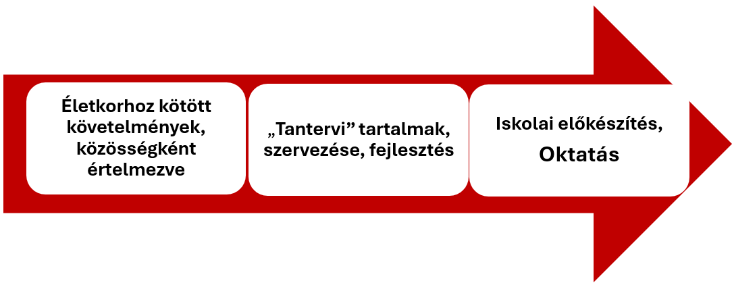 Életkorhoz kötött
követelmények,
közösségként
értelmezve
„Tantervi” tartalmak,
szervezése, fejlesztés
Iskolai előkészítés,
Oktatás